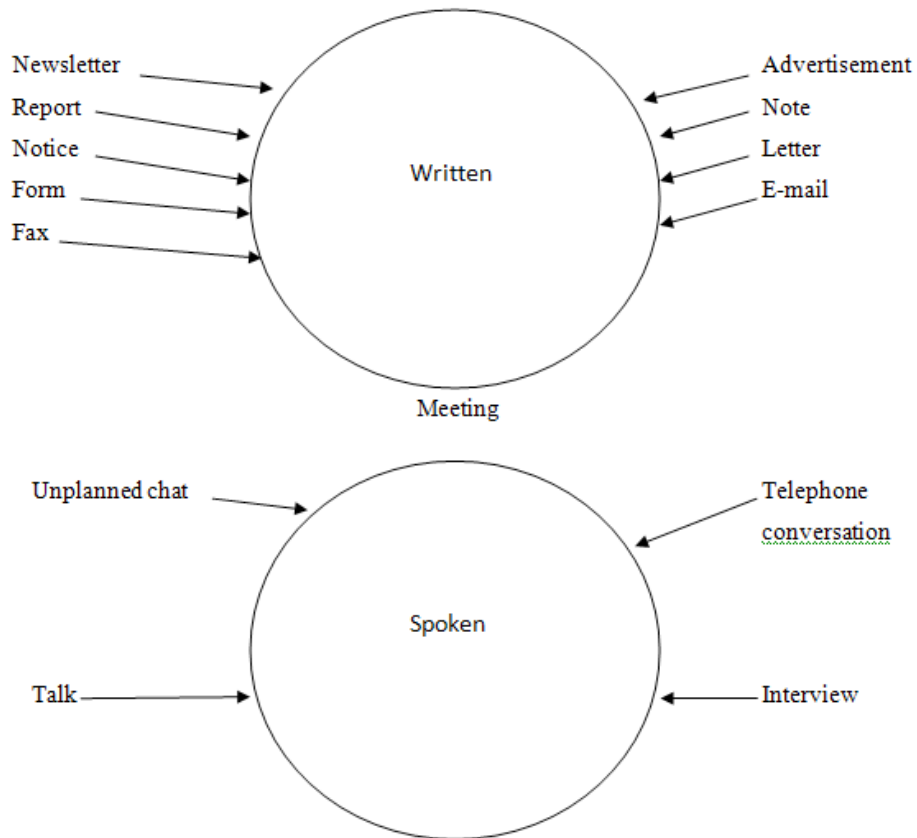 Newsletter
Advertisement
Report
Note
Notice
Written
Letter
Form
E-mail
Fax
Meeting
Unplanned chat
Telephone
conversation
Spoken
Talk
Interview